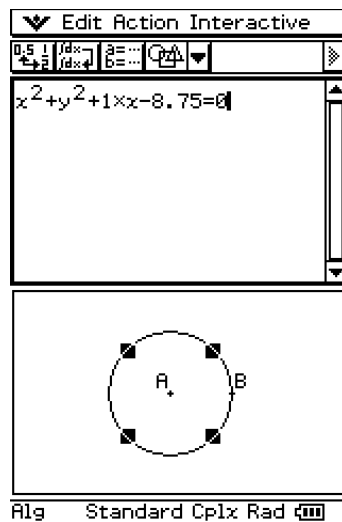 Edit Action Interactive
x²+y²+1×x-8.75=0
A
B
Alg Standard Cplx Rad